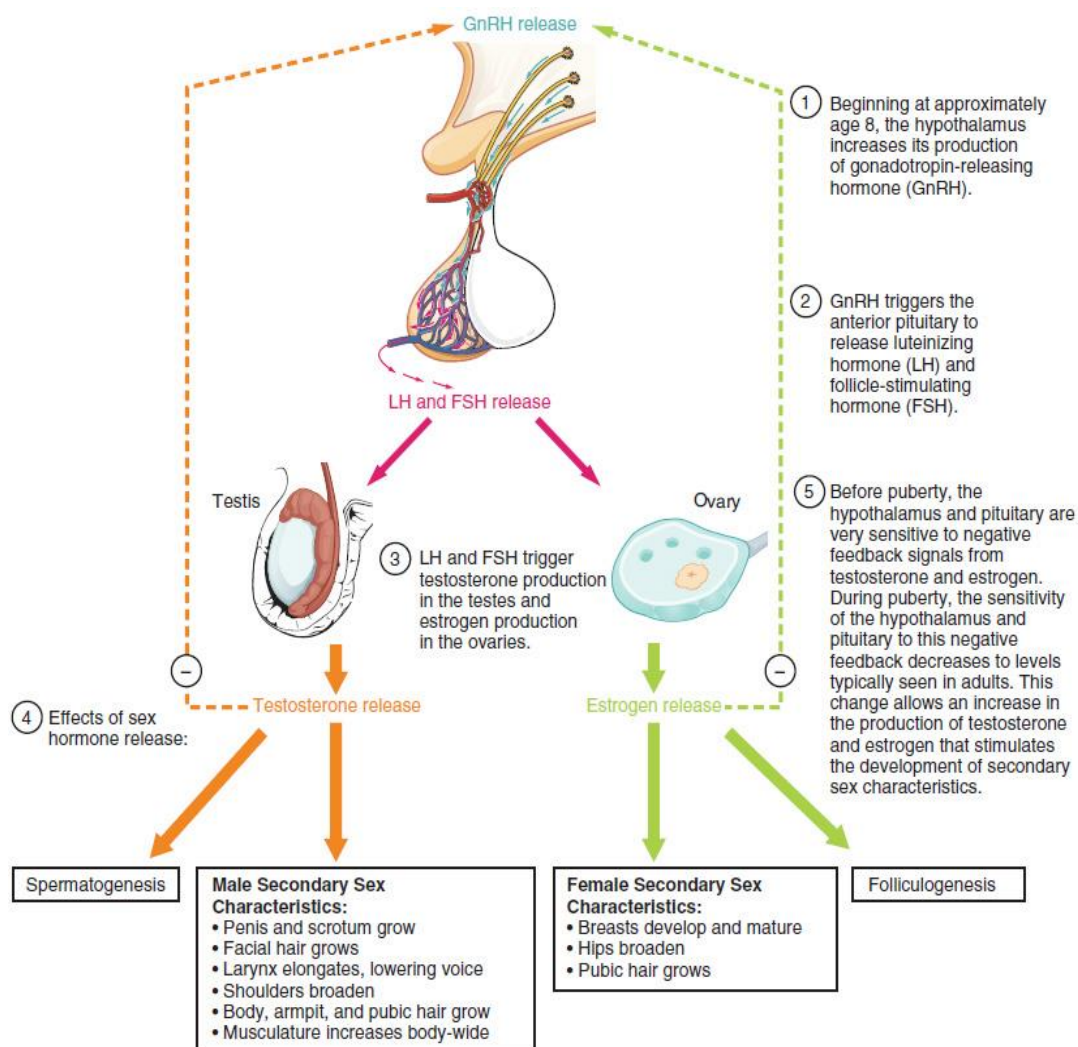 GnRH release
1
Beginning at approximately
age 8, the hypothalamus
increases its production
of gonadotropin-releasing
hormone (GnRH).
2
GnRH triggers the
anterior pituitary to
release luteinizing
hormone (LH) and
follicle-stimulating
hormone (FSH).
LH and FSH release
Testis
Ovary
3
LH and FSH trigger
testosterone production
in the testes and
estrogen production
in the ovaries.
5
Before puberty, the
hypothalamus and pituitary are
very sensitive to negative
feedback signals from
testosterone and estrogen.
During puberty, the sensitivity
of the hypothalamus and
pituitary to this negative
feedback decreases to levels
typically seen in adults. This
change allows an increase in
the production of testosterone
and estrogen that stimulates
the development of secondary
sex characteristics.
–
–
Testosterone release
Estrogen release
4
Effects of sex
hormone release:
Spermatogenesis
Male Secondary Sex
Characteristics:
• Penis and scrotum grow
• Facial hair grows
• Larynx elongates, lowering voice
• Shoulders broaden
• Body, armpit, and pubic hair grow
• Musculature increases body-wide
Female Secondary Sex
Characteristics:
• Breasts develop and mature
• Hips broaden
• Pubic hair grows
Folliculogenesis